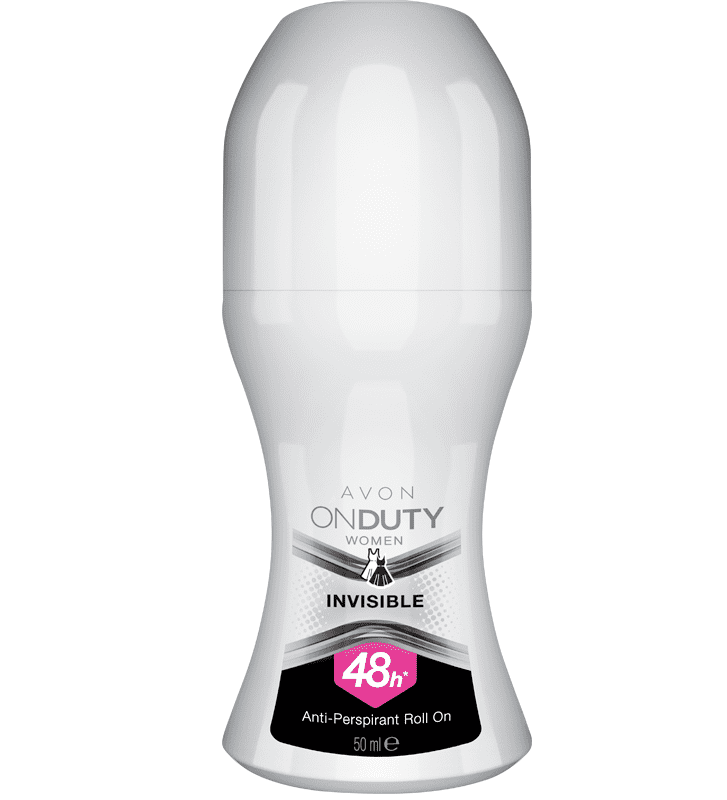 AVON
ONDUTY
WOMEN
INVISIBLE
48h*
Anti-Perspirant Roll On
50 ml ℮